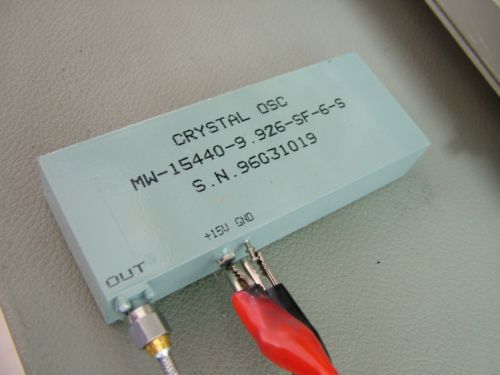 CRYSTAL OSC
MW-15440-9.926-SF-6-S
S.N.96031019
+15V GND
OUT